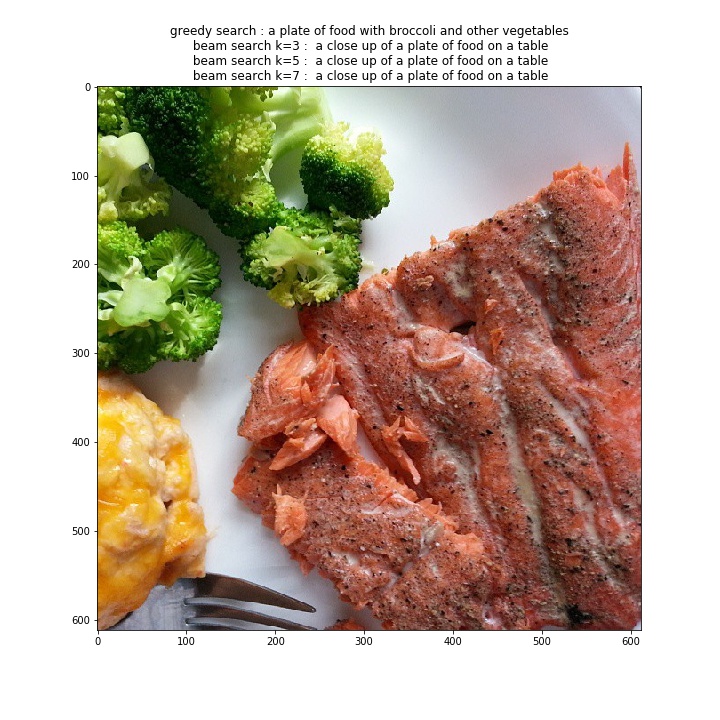 greedy search : a plate of food with broccoli and other vegetables
beam search k=3 :  a close up of a plate of food on a table
beam search k=5 :  a close up of a plate of food on a table
beam search k=7 :  a close up of a plate of food on a table
0
100
200
300
400
500
600
0 100 200 300 400 500 600